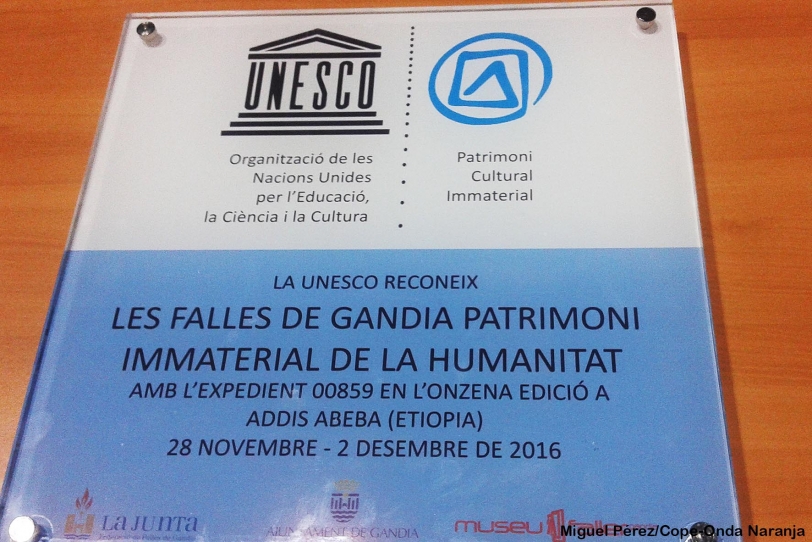 UNESCO
Organització de les
Nacions Unides
per l'Educació,
la Ciència i la Cultura
Patrimoni
Cultural
Immaterial
LA UNESCO RECONEIX
LES FALLES DE GANDIA PATRIMONI
IMMATERIAL DE LA HUMANITAT
AMB L'EXPEDIENT 00859 EN L'ONZENA EDICIÓ A
ADDIS ABEBA (ETIOPIA)
28 NOVEMBRE - 2 DESEMBRE DE 2016
LA JUNTA
AJUNTAMENT DE GANDIA
museu
Miguel Pérez/Cope-Onda Naranja